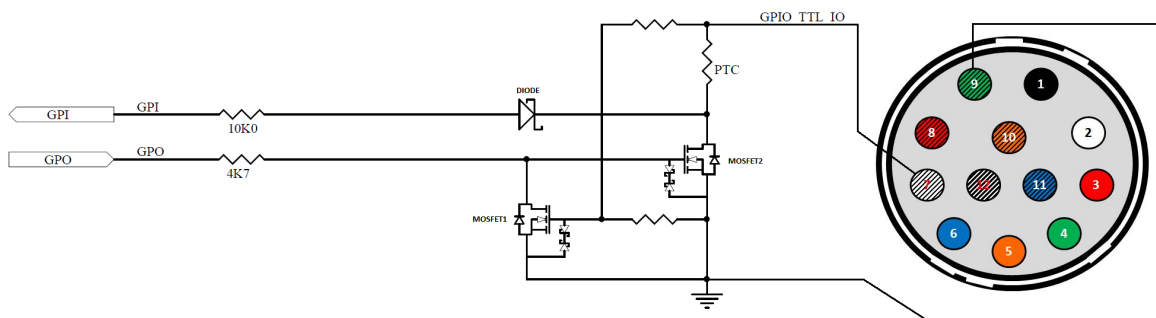 GPIO_TTL_IO
PTC
DIODE
GPI
GPI
10K0
GPO
GPO
4K7
MOSFET2
MOSFET1
9
1
8
10
2
7
12
11
3
6
4
5